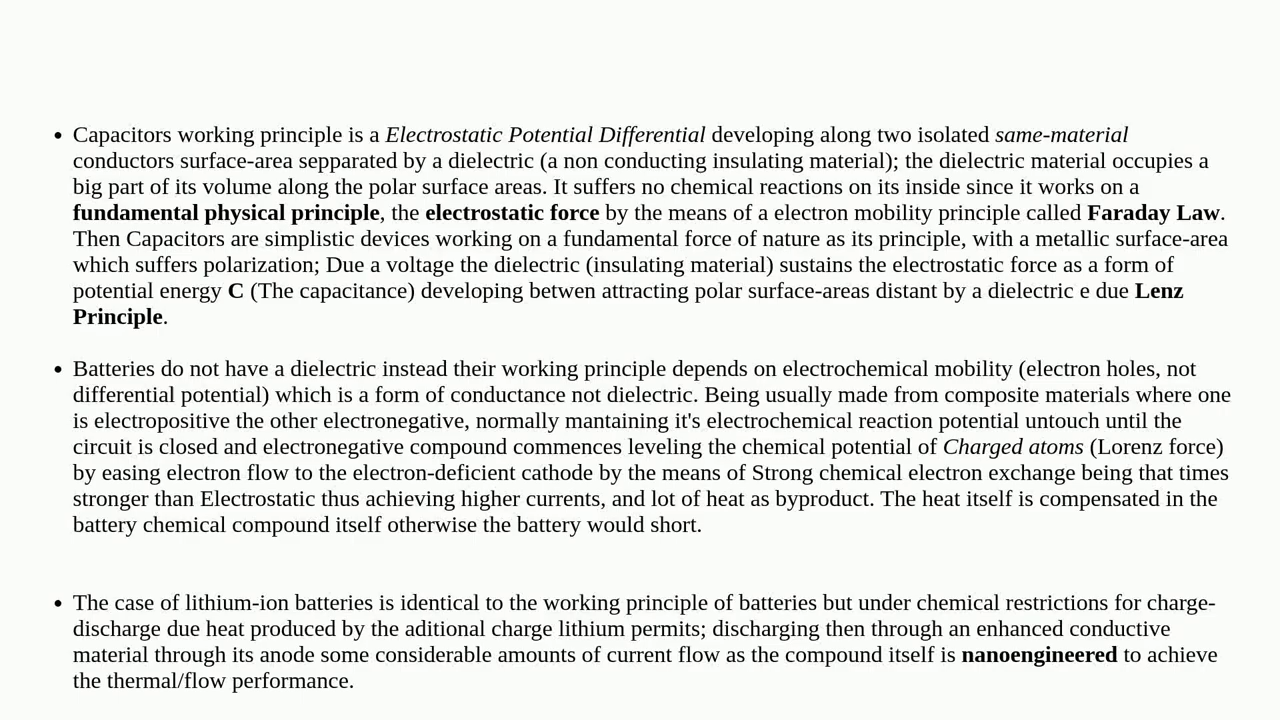 • Capacitors working principle is a Electrostatic Potential Differential developing along two isolated same-material
conductors surface-area sepparated by a dielectric (a non conducting insulating material); the dielectric material occupies a
big part of its volume along the polar surface areas. It suffers no chemical reactions on its inside since it works on a
fundamental physical principle, the electrostatic force by the means of a electron mobility principle called Faraday Law.
Then Capacitors are simplistic devices working on a fundamental force of nature as its principle, with a metallic surface-area
which suffers polarization; Due a voltage the dielectric (insulating material) sustains the electrostatic force as a form of
potential energy C (The capacitance) developing betwen attracting polar surface-areas distant by a dielectric e due Lenz
Principle.
• Batteries do not have a dielectric instead their working principle depends on electrochemical mobility (electron holes, not
differential potential) which is a form of conductance not dielectric. Being usually made from composite materials where one
is electropositive the other electronegative, normally mantaining it's electrochemical reaction potential untouch until the
circuit is closed and electronegative compound commences leveling the chemical potential of Charged atoms (Lorenz force)
by easing electron flow to the electron-deficient cathode by the means of Strong chemical electron exchange being that times
stronger than Electrostatic thus achieving higher currents, and lot of heat as byproduct. The heat itself is compensated in the
battery chemical compound itself otherwise the battery would short.
• The case of lithium-ion batteries is identical to the working principle of batteries but under chemical restrictions for charge-
discharge due heat produced by the aditional charge lithium permits; discharging then through an enhanced conductive
material through its anode some considerable amounts of current flow as the compound itself is nanoengineered to achieve
the thermal/flow performance.